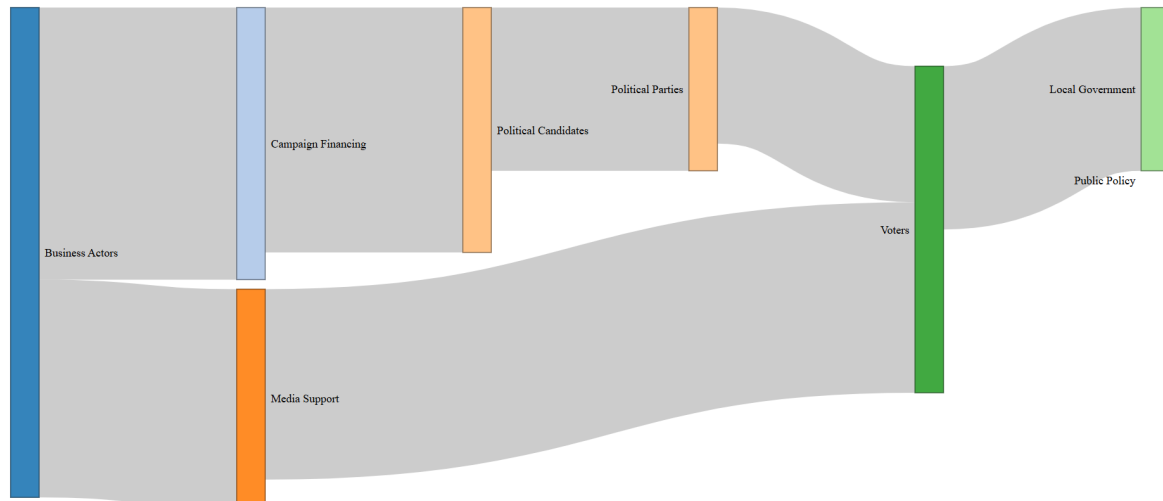 Business Actors
Campaign Financing
Media Support
Political Candidates
Political Parties
Voters
Local Government
Public Policy